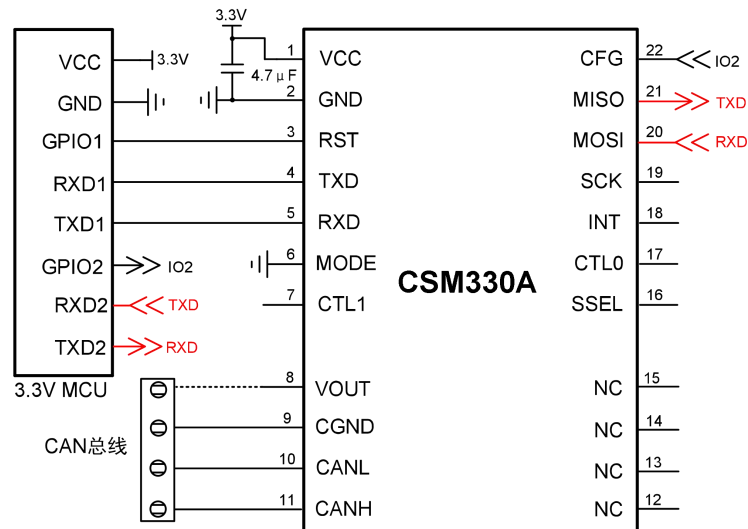 3.3V
VCC
3.3V
GND
GPIO1
RXD1
TXD1
GPIO2
IO2
RXD2
TXD
TXD2
RXD
3.3V MCU
4.7μF
CAN总线
1
VCC
2
GND
3
RST
4
TXD
5
RXD
6
MODE
7
CTL1
8
VOUT
9
CGND
10
CANL
11
CANH
CSM330A
CFG
22
IO2
MISO
21
TXD
MOSI
20
RXD
SCK
19
INT
18
CTL0
17
SSEL
16
NC
15
NC
14
NC
13
NC
12